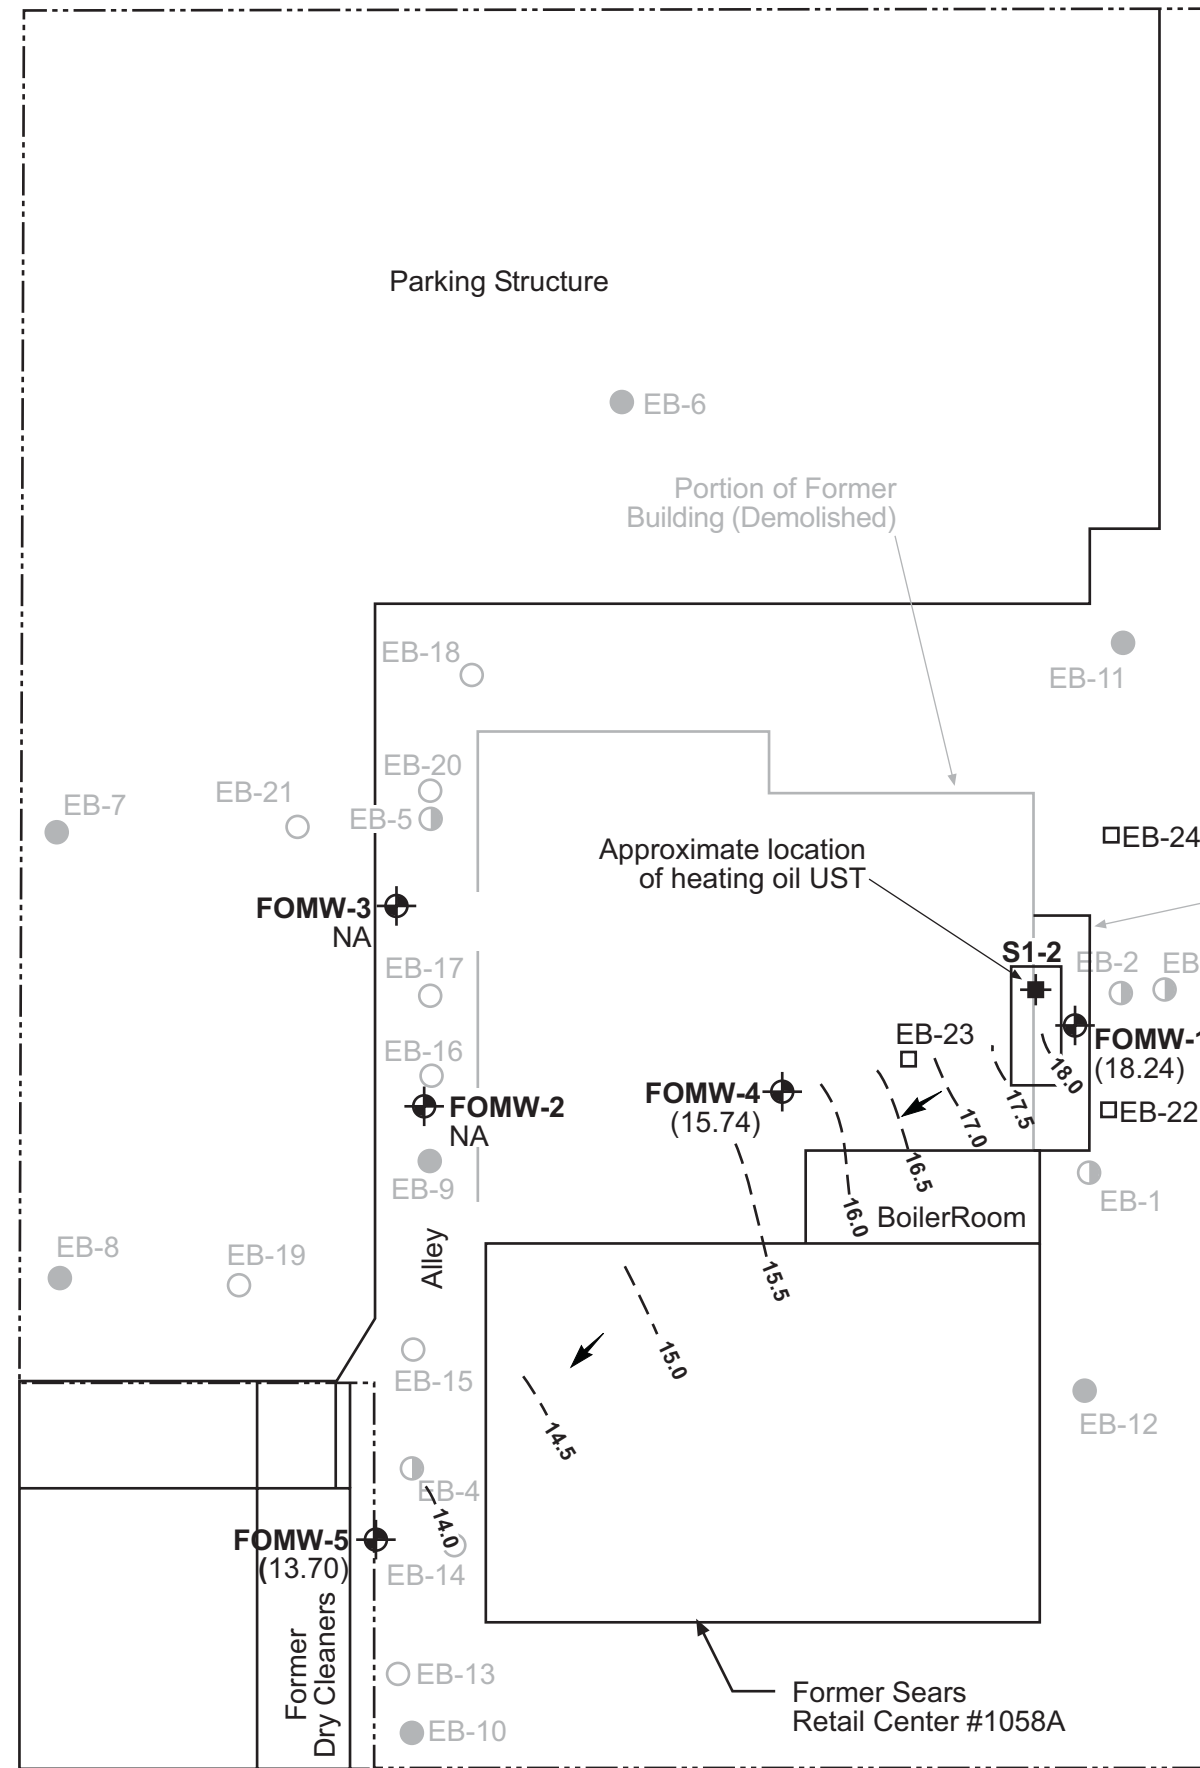 Parking Structure
EB-6
Portion of Former
Building (Demolished)
EB-18
EB-11
EB-20
EB-7
EB-21
EB-5
EB-24
Approximate location
of heating oil UST
FOMW-3
NA
S1-2
EB-2
EB
EB-17
EB-23
FOMW-1
(18.24)
18.0
EB-16
FOMW-4
(15.74)
FOMW-2
NA
17.5
17.0
EB-22
16.5
EB-9
EB-1
16.0
BoilerRoom
Alley
EB-8
EB-19
15.5
15.0
EB-15
EB-12
14.5
EB-4
14.0
FOMW-5
(13.70)
EB-14
Former
Dry Cleaners
EB-13
Former Sears
Retail Center #1058A
EB-10